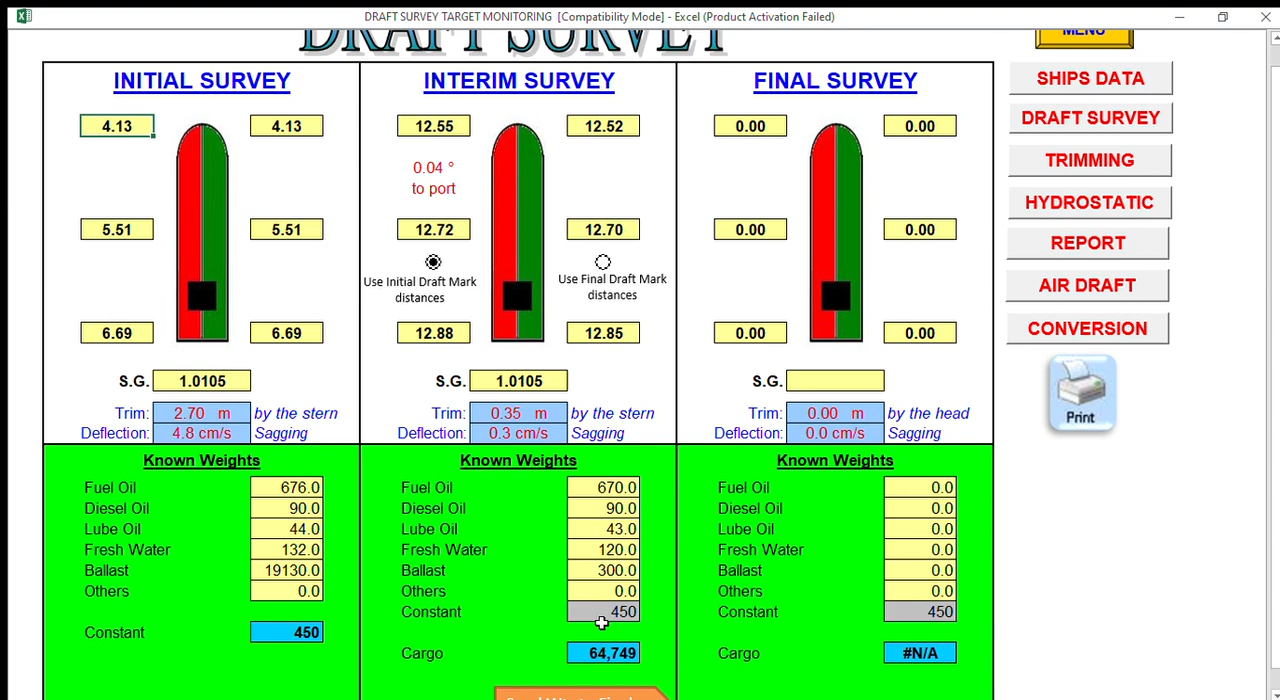 DRAFT SURVEY TARGET MONITORING [Compatibility Mode] - Excel (Product Activation Failed)
DRAFT SURVEY
MENU
INITIAL SURVEY
4.13 4.13
5.51 5.51
6.69 6.69
S.G. 1.0105
Trim: 2.70 m by the stern
Deflection: 4.8 cm/s Sagging
Known Weights
Fuel Oil 676.0
Diesel Oil 90.0
Lube Oil 44.0
Fresh Water 132.0
Ballast 19130.0
Others 0.0
Constant 450
INTERIM SURVEY
12.55 12.52
0.04 °
to port
12.72 12.70
Use Initial Draft Mark
distances
Use Final Draft Mark
distances
12.88 12.85
S.G. 1.0105
Trim: 0.35 m by the stern
Deflection: 0.3 cm/s Sagging
Known Weights
Fuel Oil 670.0
Diesel Oil 90.0
Lube Oil 43.0
Fresh Water 120.0
Ballast 300.0
Others 0.0
Constant 450
Cargo 64,749
FINAL SURVEY
0.00 0.00
0.00 0.00
0.00 0.00
S.G.
Trim: 0.00 m by the head
Deflection: 0.0 cm/s Sagging
Known Weights
Fuel Oil 0.0
Diesel Oil 0.0
Lube Oil 0.0
Fresh Water 0.0
Ballast 0.0
Others 0.0
Constant 450
Cargo #N/A
SHIPS DATA
DRAFT SURVEY
TRIMMING
HYDROSTATIC
REPORT
AIR DRAFT
CONVERSION
Print